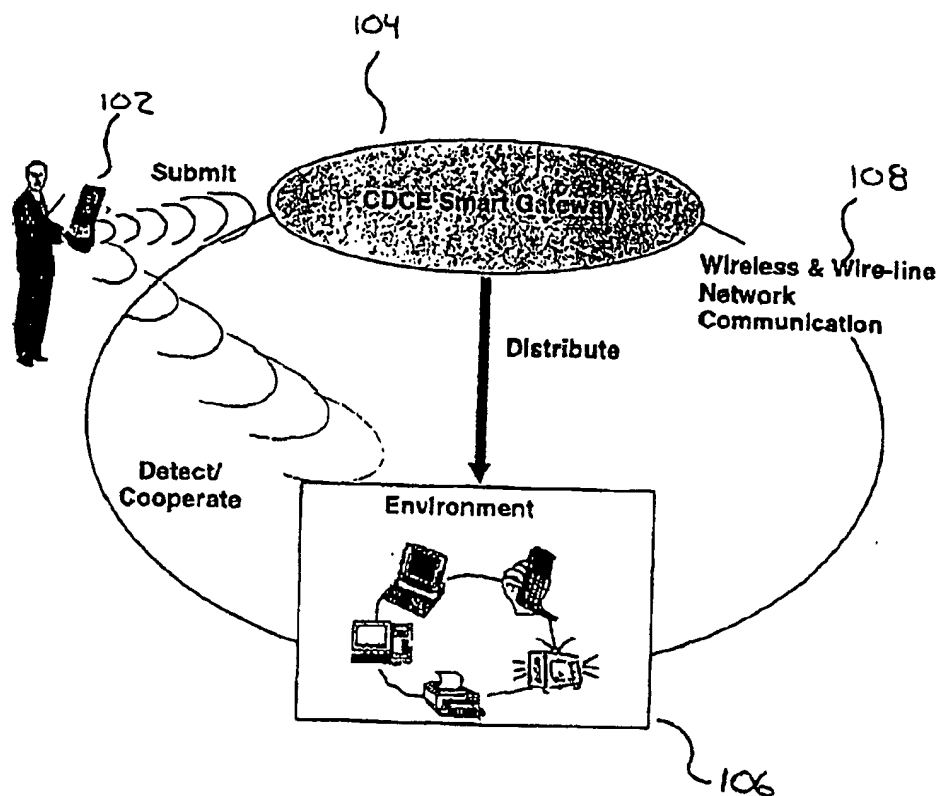 104
102
Submit
CDCE Smart Gateway
108
Wireless & Wire-line
Network
Communication
Distribute
Detect/
Cooperate
Environment
106